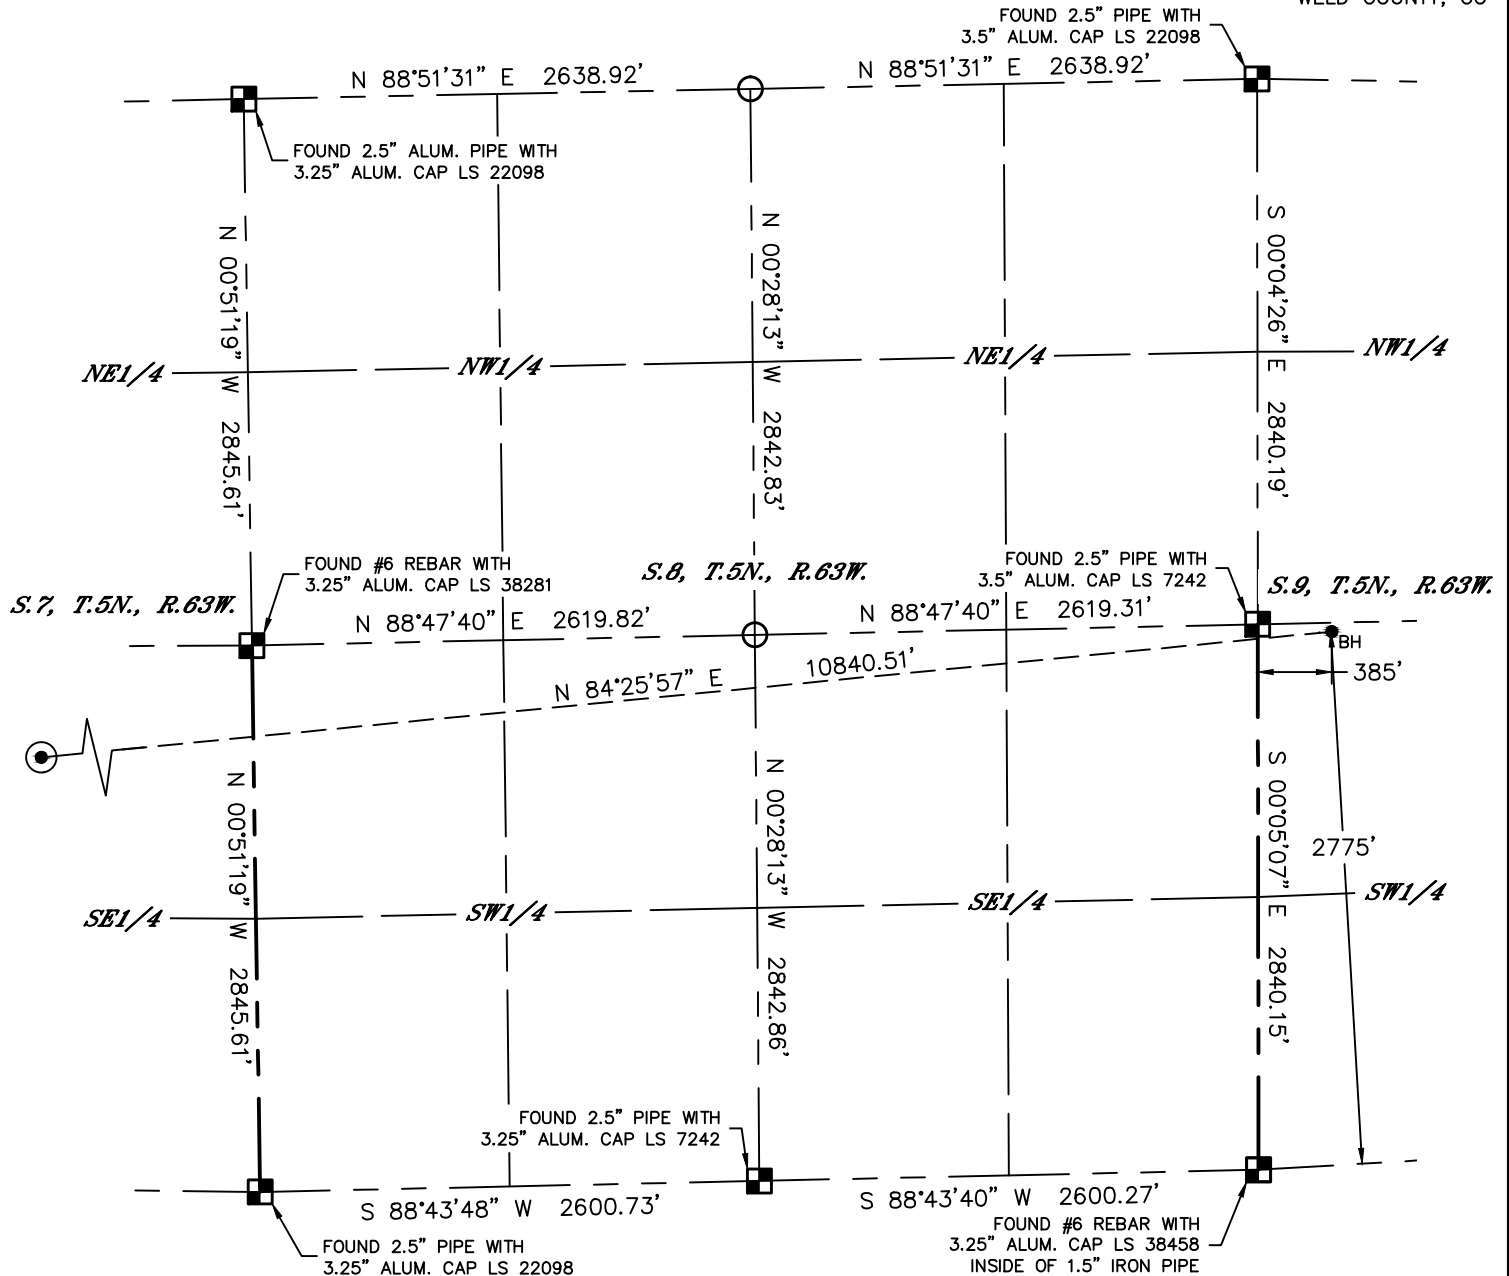 FOUND 2.5" PIPE WITH
3.5" ALUM. CAP LS 22098
N 88°51'31" E 2638.92'
N 88°51'31" E 2638.92'
FOUND 2.5" ALUM. PIPE WITH
3.25" ALUM. CAP LS 22098
N 00°51'19" W 2845.61'
N 00°28'13" W 2842.83'
S 00°04'26" E 2840.19'
NE1/4
NW1/4
NE1/4
NW1/4
FOUND #6 REBAR WITH
3.25" ALUM. CAP LS 38281
FOUND 2.5" PIPE WITH
3.5" ALUM. CAP LS 7242
S.7, T.5N., R.63W.
S.8, T.5N., R.63W.
S.9, T.5N., R.63W.
N 88°47'40" E 2619.82'
N 88°47'40" E 2619.31'
BH
N 84°25'57" E 10840.51'
385'
N 00°51'19" W 2845.61'
N 00°28'13" W 2842.86'
S 00°05'07" E 2840.15'
2775'
SE1/4
SW1/4
SE1/4
SW1/4
FOUND 2.5" PIPE WITH
3.25" ALUM. CAP LS 7242
S 88°43'48" W 2600.73'
S 88°43'40" W 2600.27'
FOUND 2.5" PIPE WITH
3.25" ALUM. CAP LS 22098
FOUND #6 REBAR WITH
3.25" ALUM. CAP LS 38458
INSIDE OF 1.5" IRON PIPE